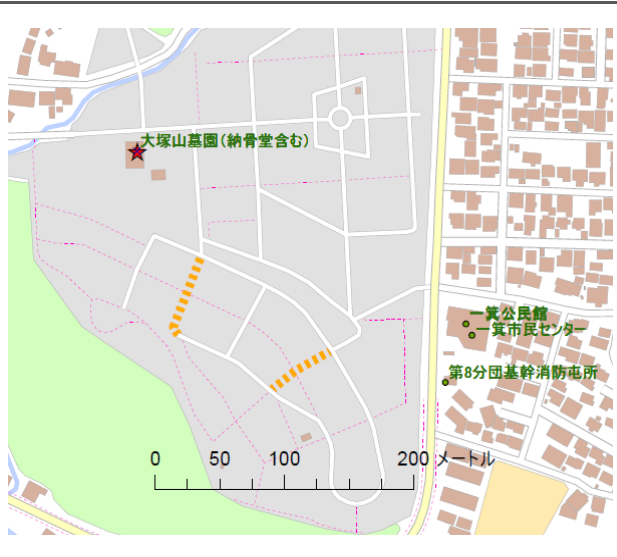 大塚山墓園(納骨堂含む)
一箕公民館
一箕市民センター
第8分団基幹消防屯所
0 50 100 200 メートル